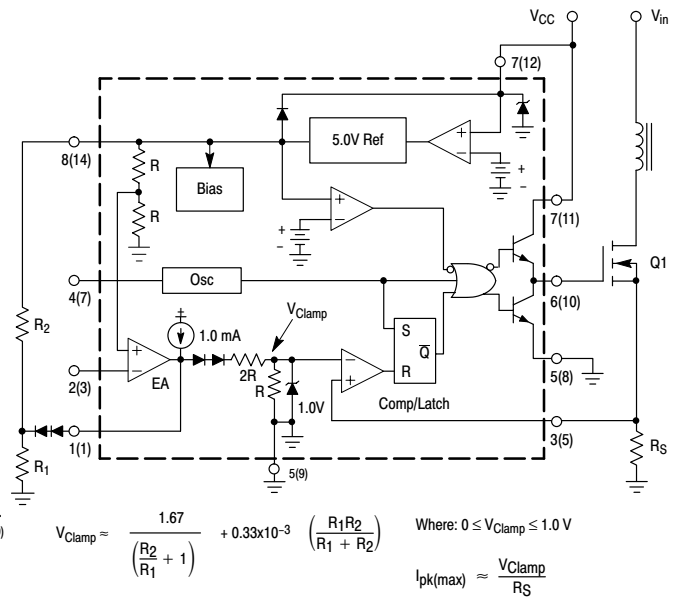 VCC
Vin
7(12)
8(14)
R
Bias
5.0V Ref
+
−
+
−
R
+
−
+
−
7(11)
Q1
4(7)
Osc
6(10)
R2
VClamp
1.0 mA
S
Q̅
R
+
−
EA
2R
R
1.0V
−
+
Comp/Latch
5(8)
2(3)
1(1)
3(5)
R1
5(9)
RS
VClamp ≈ 1.67 / (R2/R1 + 1) + 0.33x10−3 (R1R2 / R1 + R2)
Where: 0 ≤ VClamp ≤ 1.0 V
Ipk(max) ≈ VClamp / RS